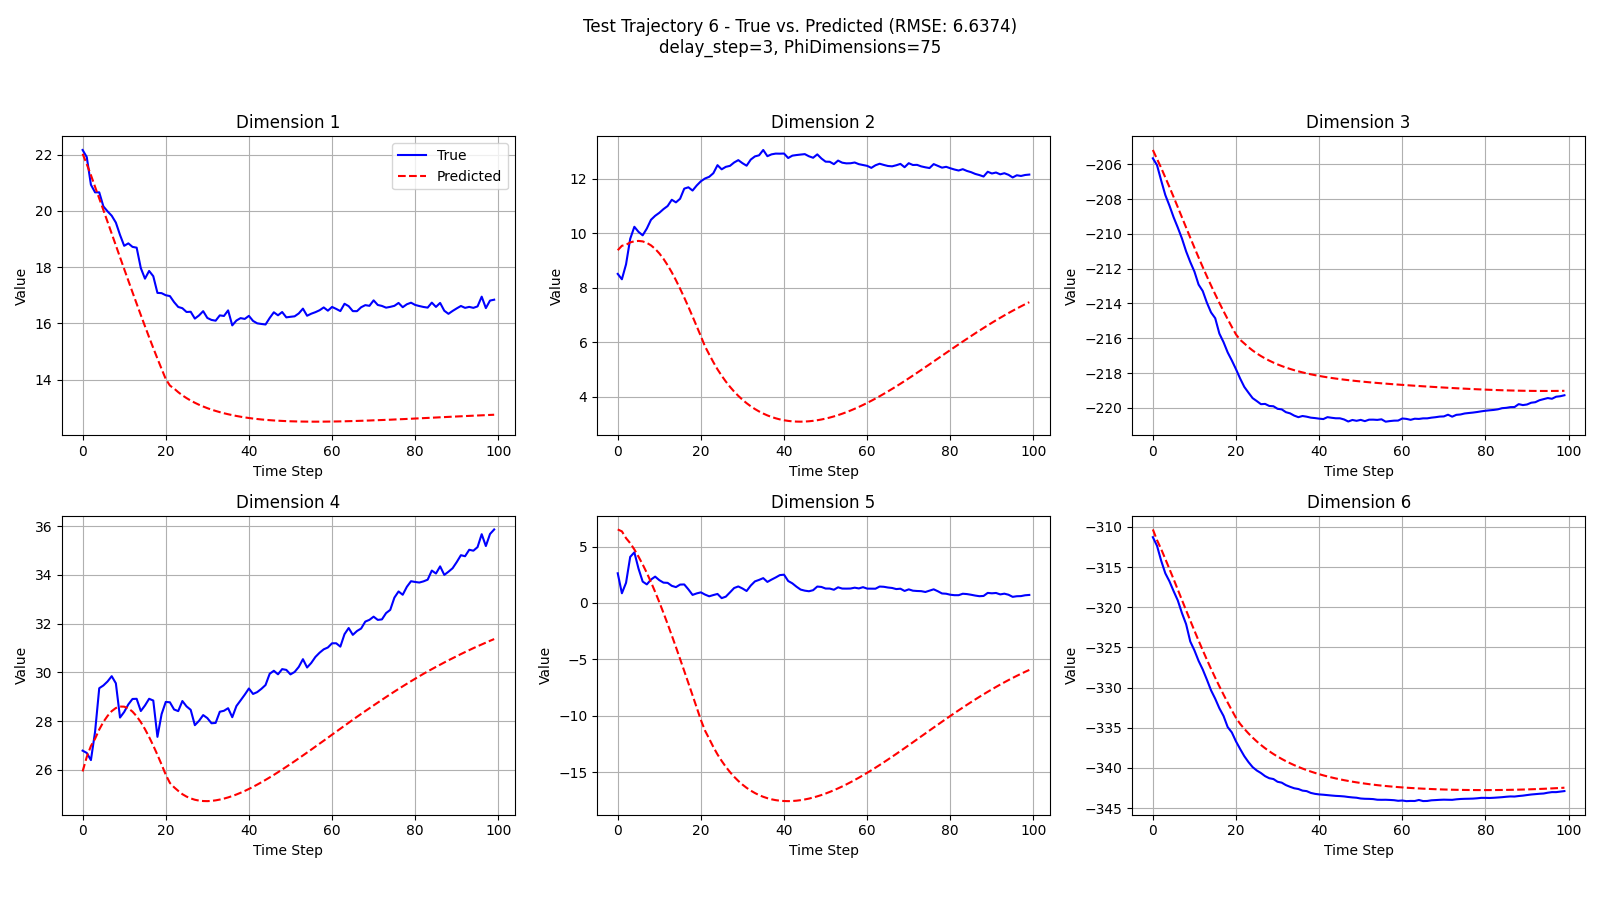 Test Trajectory 6 - True vs. Predicted (RMSE: 6.6374)
delay_step=3, PhiDimensions=75
Dimension 1
22
20
18
16
14
0 20 40 60 80 100
Value
Time Step
True
Predicted
Dimension 2
12
10
8
6
4
0 20 40 60 80 100
Value
Time Step
Dimension 3
−206
−208
−210
−212
−214
−216
−218
−220
0 20 40 60 80 100
Value
Time Step
Dimension 4
36
34
32
30
28
26
0 20 40 60 80 100
Value
Time Step
Dimension 5
5
0
−5
−10
−15
0 20 40 60 80 100
Value
Time Step
Dimension 6
−310
−315
−320
−325
−330
−335
−340
−345
0 20 40 60 80 100
Value
Time Step